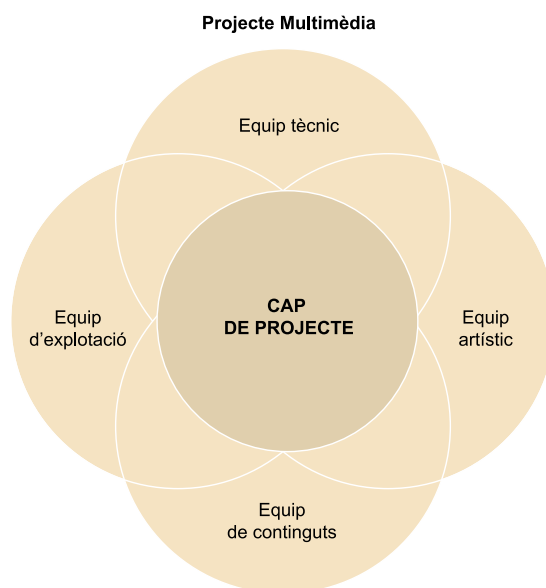 Projecte Multimèdia
Equip tècnic
Equip
d’explotació
CAP
DE PROJECTE
Equip
artístic
Equip
de continguts